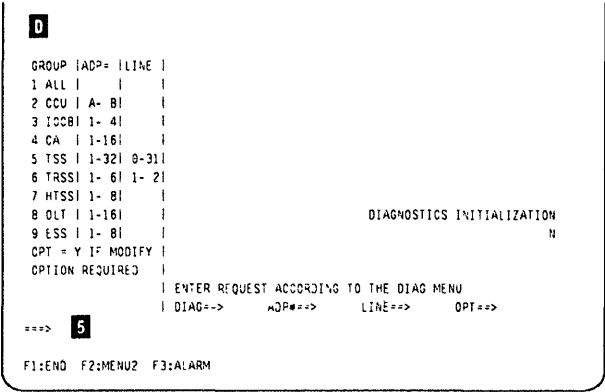 D
GROUP |ADP= |LINE |
1 ALL | | |
2 CCU | A- B| |
3 IOCB| 1- 4| |
4 CA | 1-16| |
5 TSS | 1-32| 0-31|
6 TRSS| 1- 6| 1- 2|
7 HTSS| 1- 8| |
8 OLT | 1-16| | DIAGNOSTICS INITIALIZATION
9 ESS | 1- 8| | N
OPT = Y IF MODIFY |
OPTION REQUIRED |
| ENTER REQUEST ACCORDING TO THE DIAG MENU
| DIAG==> ADP#==> LINE==> OPT==>
===> 5
F1:END F2:MENU2 F3:ALARM